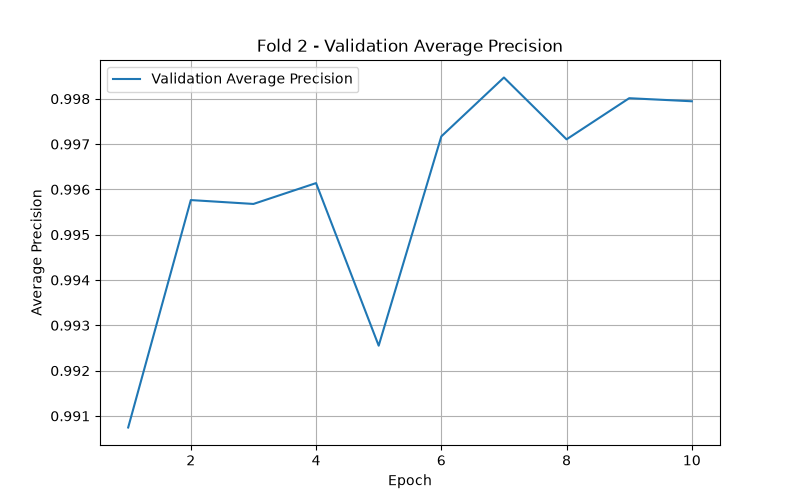 Fold 2 - Validation Average Precision
Validation Average Precision
0.998
0.997
0.996
0.995
0.994
0.993
0.992
0.991
Average Precision
2 4 6 8 10
Epoch